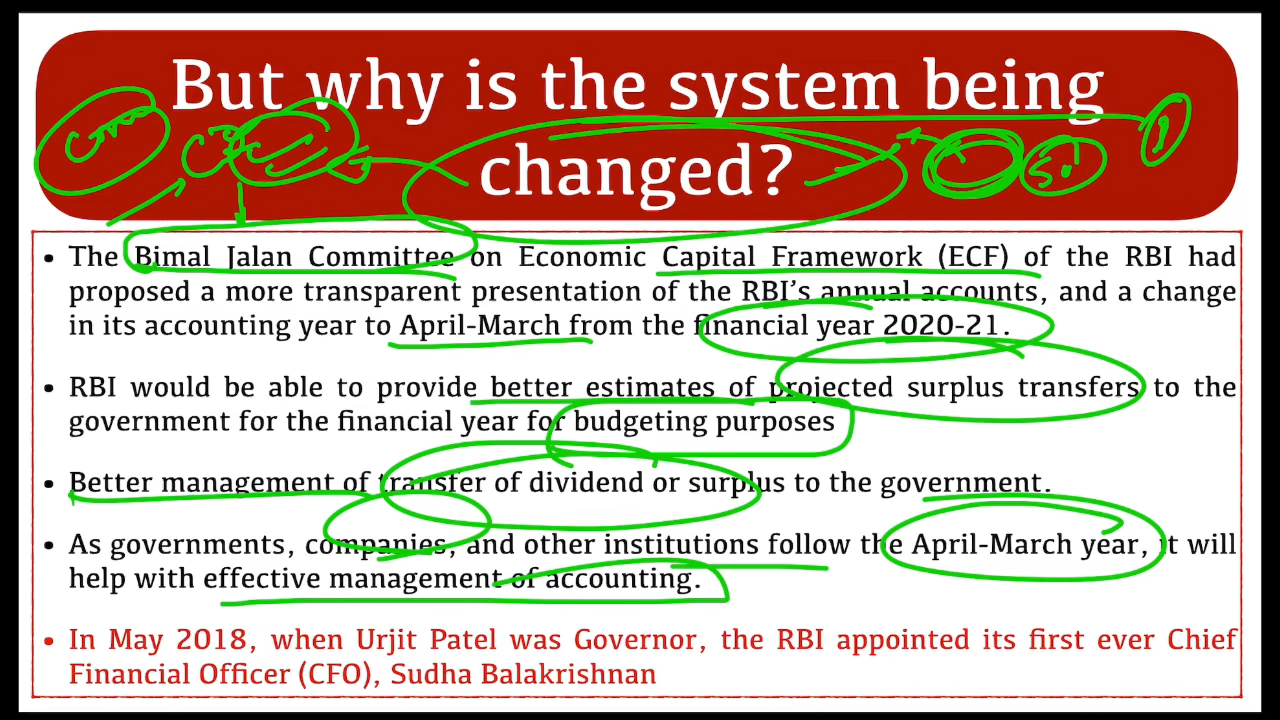 But why is the system being
changed?
• The Bimal Jalan Committee on Economic Capital Framework (ECF) of the RBI had
proposed a more transparent presentation of the RBI’s annual accounts, and a change
in its accounting year to April-March from the financial year 2020-21.
• RBI would be able to provide better estimates of projected surplus transfers to the
government for the financial year for budgeting purposes
• Better management of transfer of dividend or surplus to the government.
• As governments, companies, and other institutions follow the April-March year, it will
help with effective management of accounting.
• In May 2018, when Urjit Patel was Governor, the RBI appointed its first ever Chief
Financial Officer (CFO), Sudha Balakrishnan